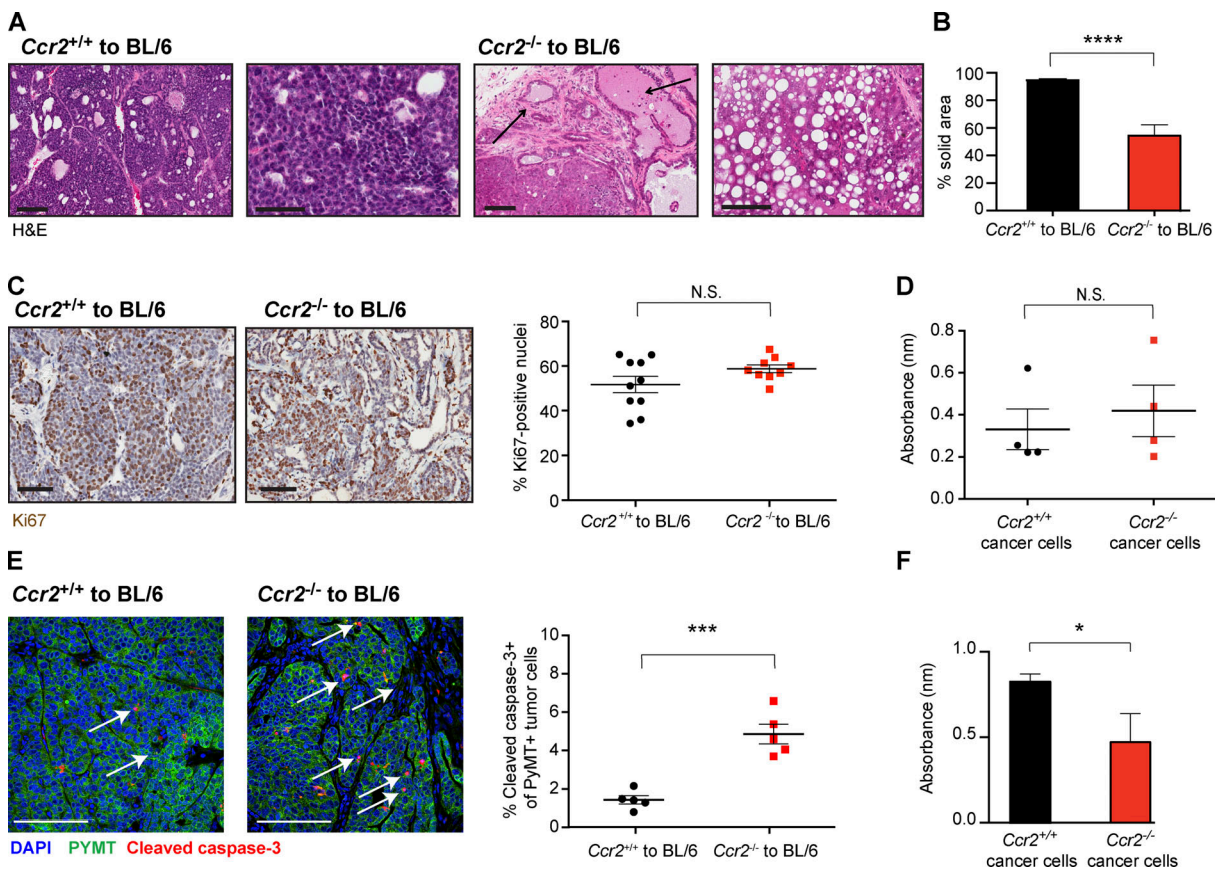 A
Ccr2+/+ to BL/6
Ccr2-/- to BL/6
H&E
B
****
% solid area
100
80
60
40
20
0
Ccr2+/+ to BL/6 Ccr2-/- to BL/6
C
Ccr2+/+ to BL/6
Ccr2-/- to BL/6
Ki67
N.S.
% Ki67-positive nuclei
80
60
40
20
0
Ccr2+/+ to BL/6 Ccr2-/- to BL/6
D
N.S.
Absorbance (nm)
0.8
0.6
0.4
0.2
0.0
Ccr2+/+ Ccr2-/-
cancer cells cancer cells
E
Ccr2+/+ to BL/6
Ccr2-/- to BL/6
DAPI PYMT Cleaved caspase-3
***
% Cleaved caspase-3+
of PyMT+ tumor cells
10
8
6
4
2
0
Ccr2+/+ to BL/6 Ccr2-/- to BL/6
F
*
Absorbance (nm)
1.0
0.5
0.0
Ccr2+/+ Ccr2-/-
cancer cells cancer cells